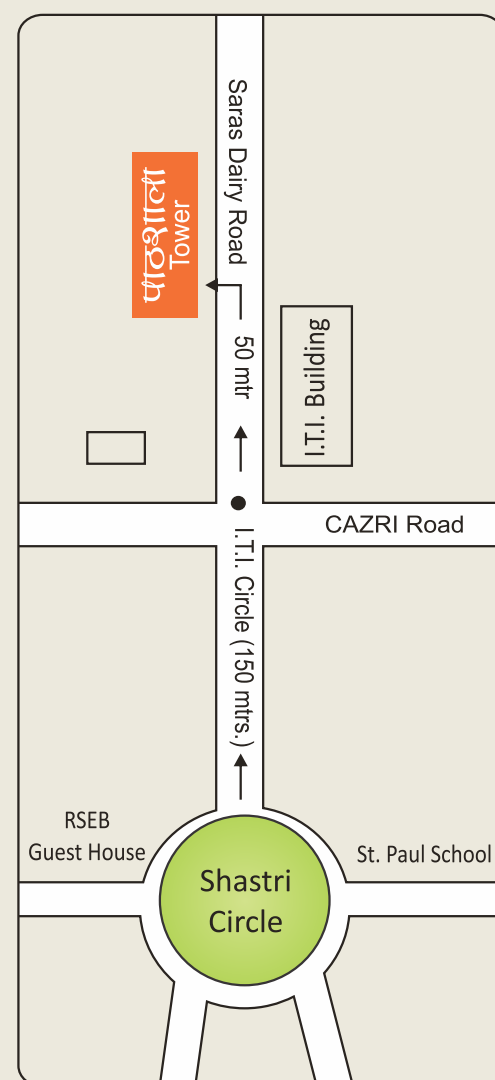 Saras Dairy Road
पाठशाला
Tower
50 mtr
I.T.I. Building
CAZRI Road
I.T.I. Circle (150 mtrs.)
RSEB
Guest House
St. Paul School
Shastri
Circle